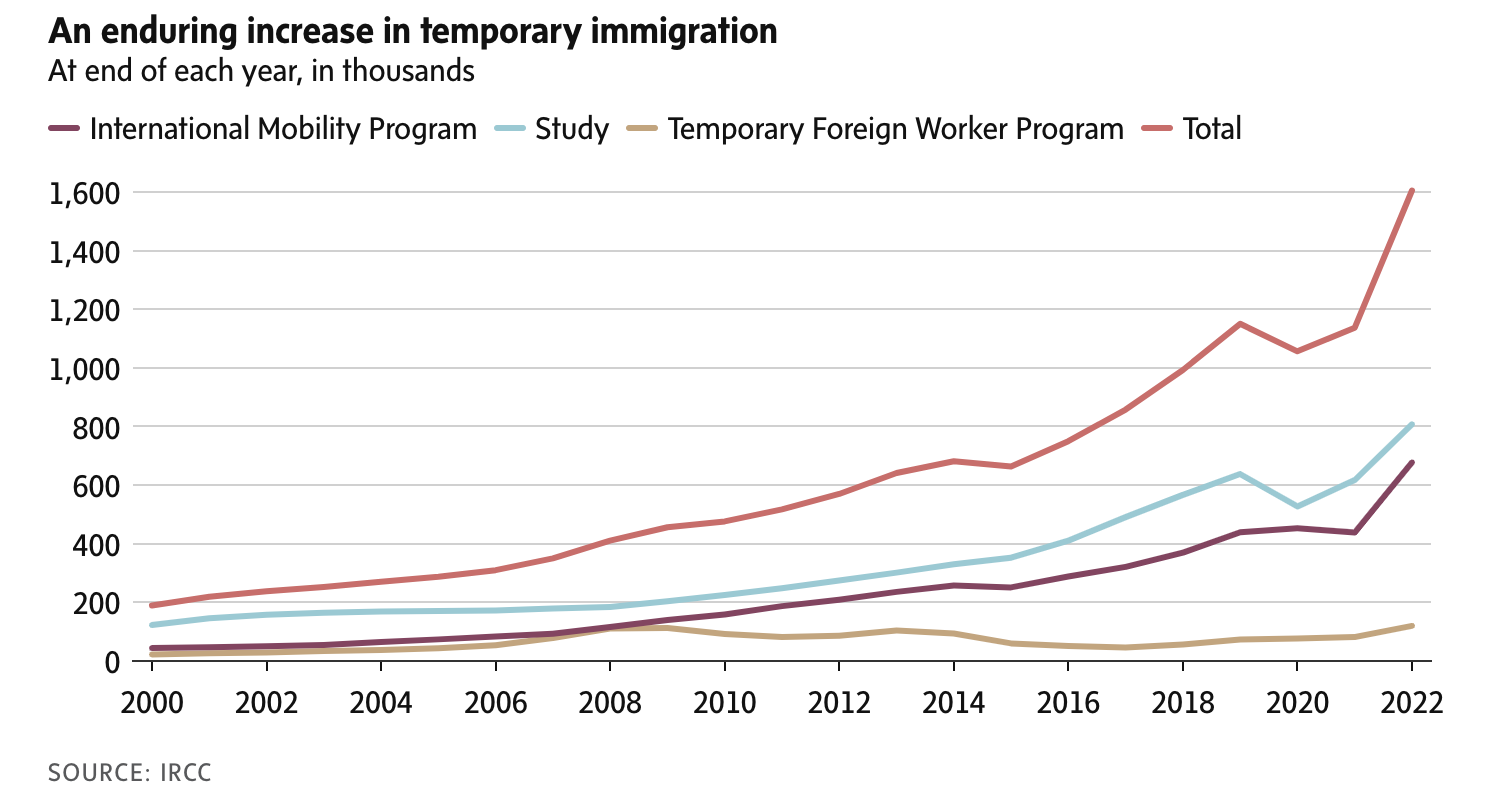 An enduring increase in temporary immigration
At end of each year, in thousands
International Mobility Program Study Temporary Foreign Worker Program Total
1,600
1,400
1,200
1,000
800
600
400
200
0
2000 2002 2004 2006 2008 2010 2012 2014 2016 2018 2020 2022
SOURCE: IRCC